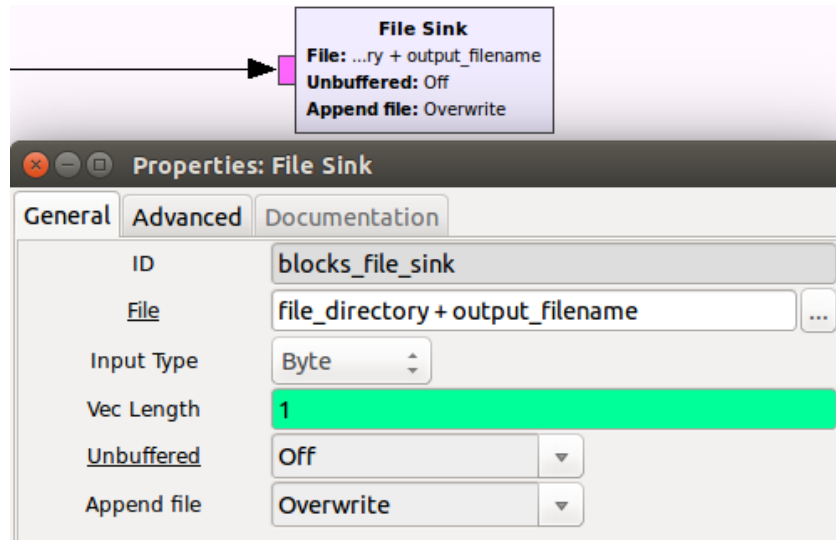 File Sink
File: ...ry + output_filename
Unbuffered: Off
Append file: Overwrite
Properties: File Sink
General Advanced Documentation
ID blocks_file_sink
File file_directory + output_filename ...
Input Type Byte
Vec Length 1
Unbuffered Off
Append file Overwrite